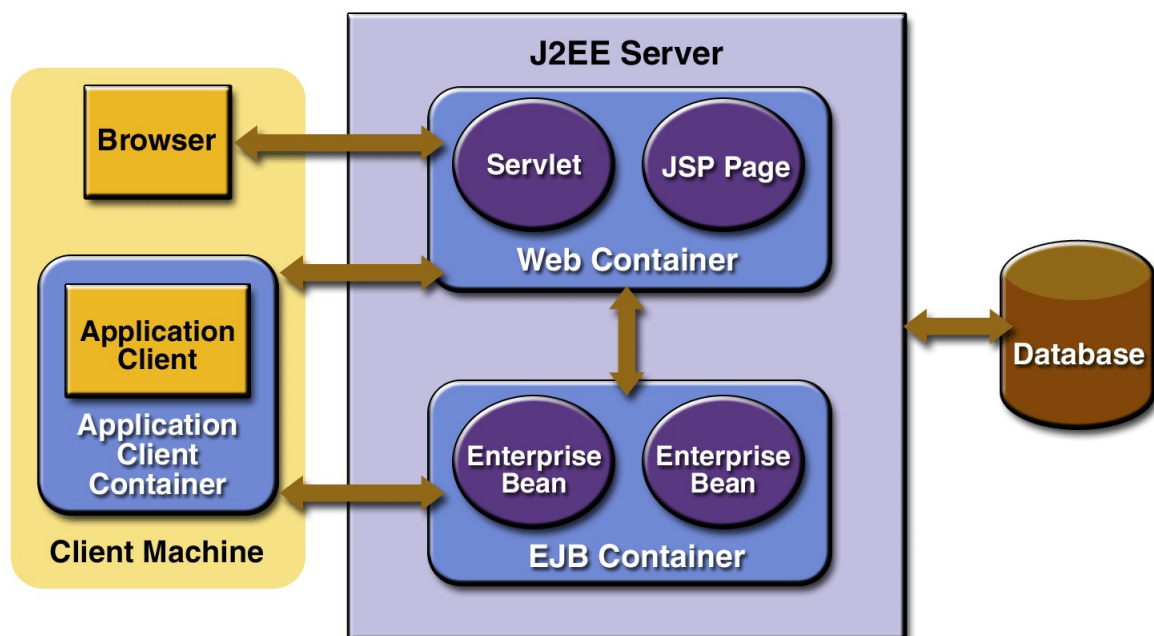 J2EE Server
Browser
Servlet
JSP Page
Web Container
Application
Client
Application
Client
Container
Client Machine
Enterprise
Bean
Enterprise
Bean
EJB Container
Database